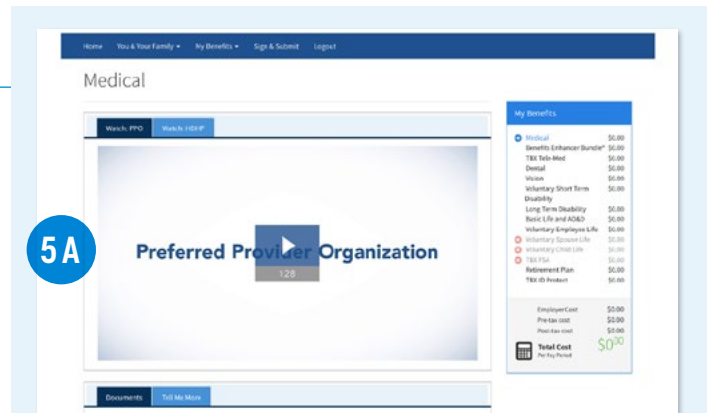 Home You & Your Family My Benefits Sign & Submit Logout
Medical
Watch: PPO Watch: HDHP
Preferred Provider Organization
1:28
5A
Documents Tell Me More
My Benefits
Medical $0.00
Benefits Enhancer Bundle* $0.00
TBX Tele-Med $0.00
Dental $0.00
Vision $0.00
Voluntary Short Term $0.00
Disability
Long Term Disability $0.00
Basic Life and AD&D $0.00
Voluntary Employee Life $0.00
Voluntary Spouse Life $0.00
Voluntary Child Life $0.00
TBX FSA $0.00
Retirement Plan $0.00
TBX ID Protect $0.00
Employer Cost $0.00
Pre-tax cost $0.00
Post-tax cost $0.00
Total Cost $0.00
Per Pay Period